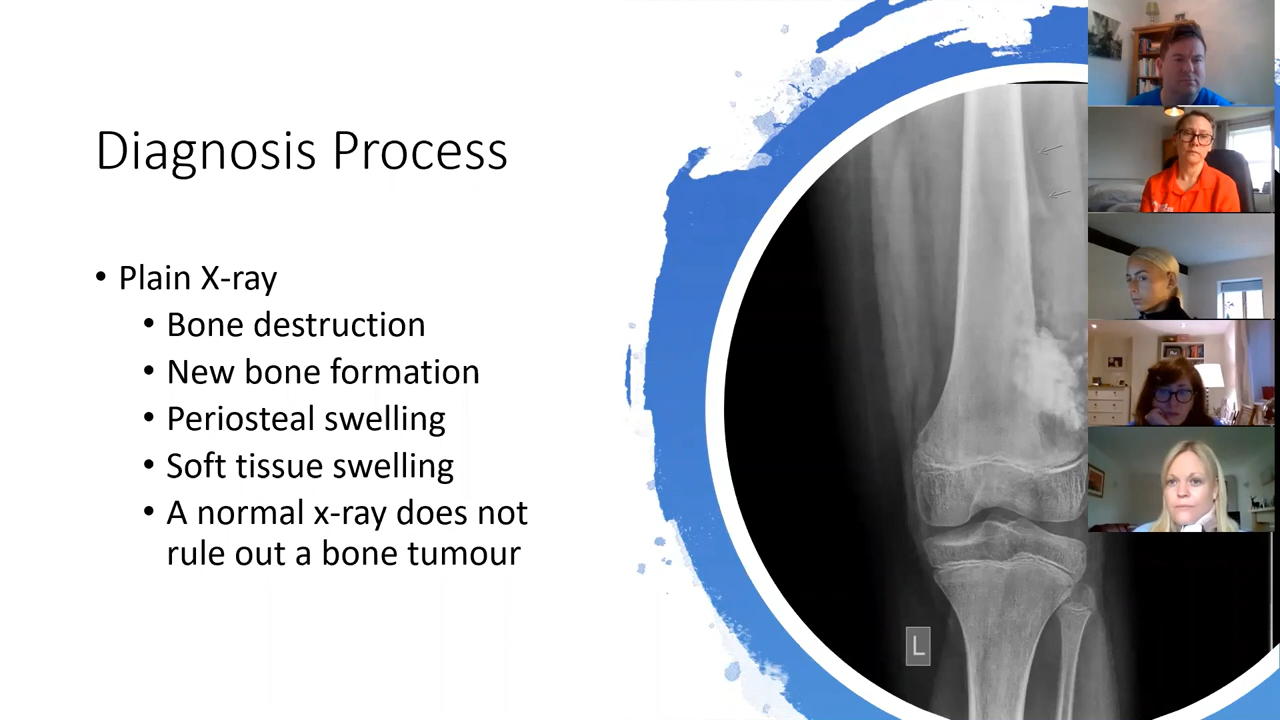 Diagnosis Process
• Plain X-ray
• Bone destruction
• New bone formation
• Periosteal swelling
• Soft tissue swelling
• A normal x-ray does not
rule out a bone tumour
L